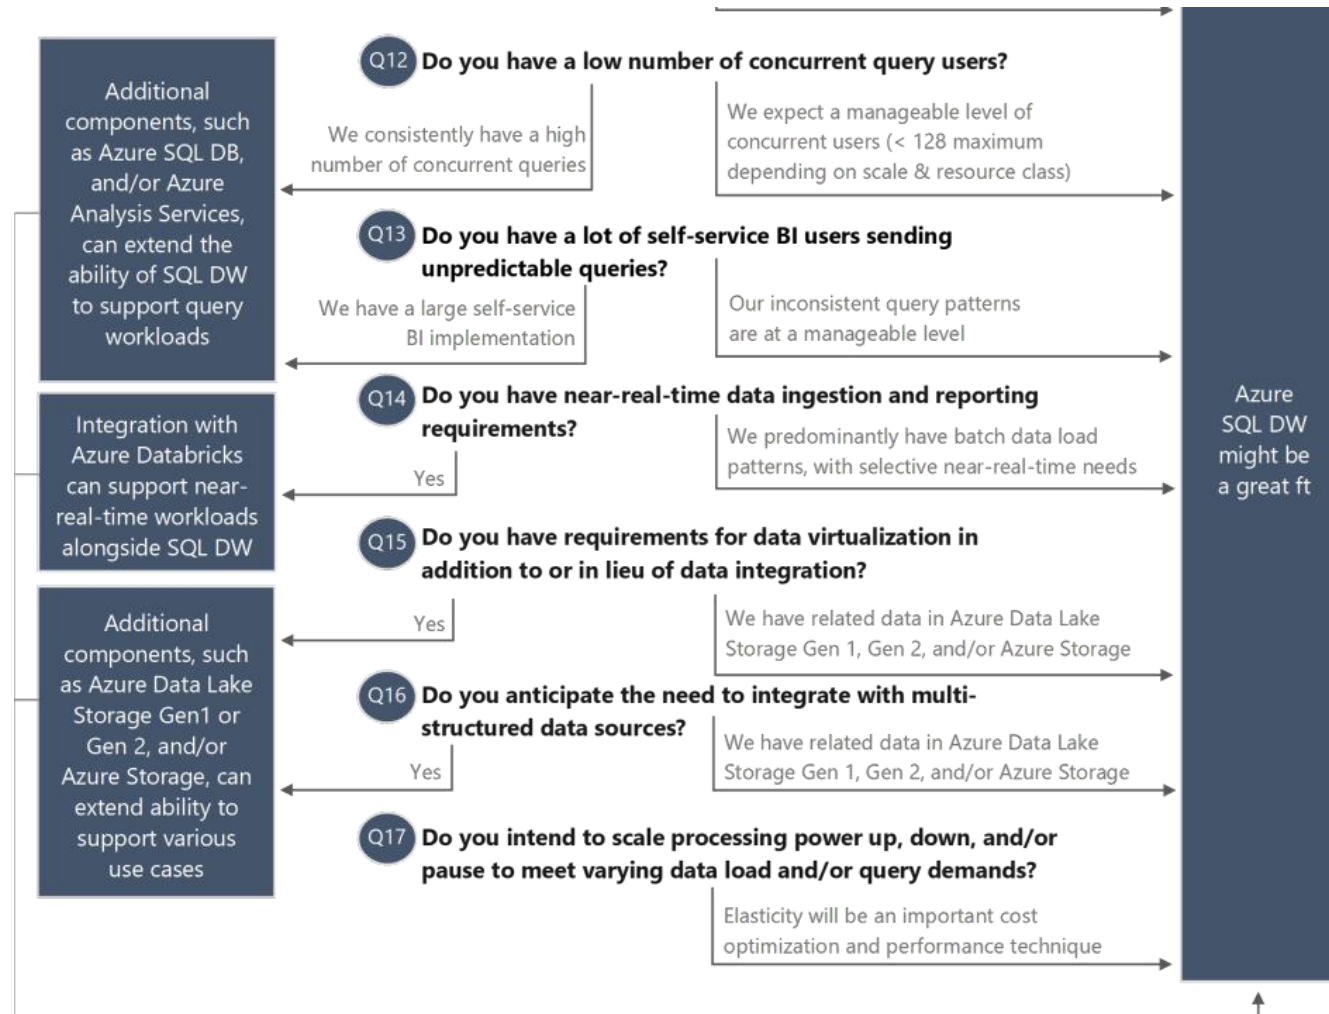 Additional
components, such
as Azure SQL DB,
and/or Azure
Analysis Services,
can extend the
ability of SQL DW
to support query
workloads
Integration with
Azure Databricks
can support near-
real-time workloads
alongside SQL DW
Additional
components, such
as Azure Data Lake
Storage Gen1 or
Gen 2, and/or
Azure Storage, can
extend ability to
support various
use cases
Q12 Do you have a low number of concurrent query users?
We consistently have a high
number of concurrent queries
We expect a manageable level of
concurrent users (< 128 maximum
depending on scale & resource class)
Q13 Do you have a lot of self-service BI users sending
unpredictable queries?
We have a large self-service
BI implementation
Our inconsistent query patterns
are at a manageable level
Q14 Do you have near-real-time data ingestion and reporting
requirements?
Yes
We predominantly have batch data load
patterns, with selective near-real-time needs
Q15 Do you have requirements for data virtualization in
addition to or in lieu of data integration?
Yes
We have related data in Azure Data Lake
Storage Gen 1, Gen 2, and/or Azure Storage
Q16 Do you anticipate the need to integrate with multi-
structured data sources?
Yes
We have related data in Azure Data Lake
Storage Gen 1, Gen 2, and/or Azure Storage
Q17 Do you intend to scale processing power up, down, and/or
pause to meet varying data load and/or query demands?
Elasticity will be an important cost
optimization and performance technique
Azure
SQL DW
might be
a great ft